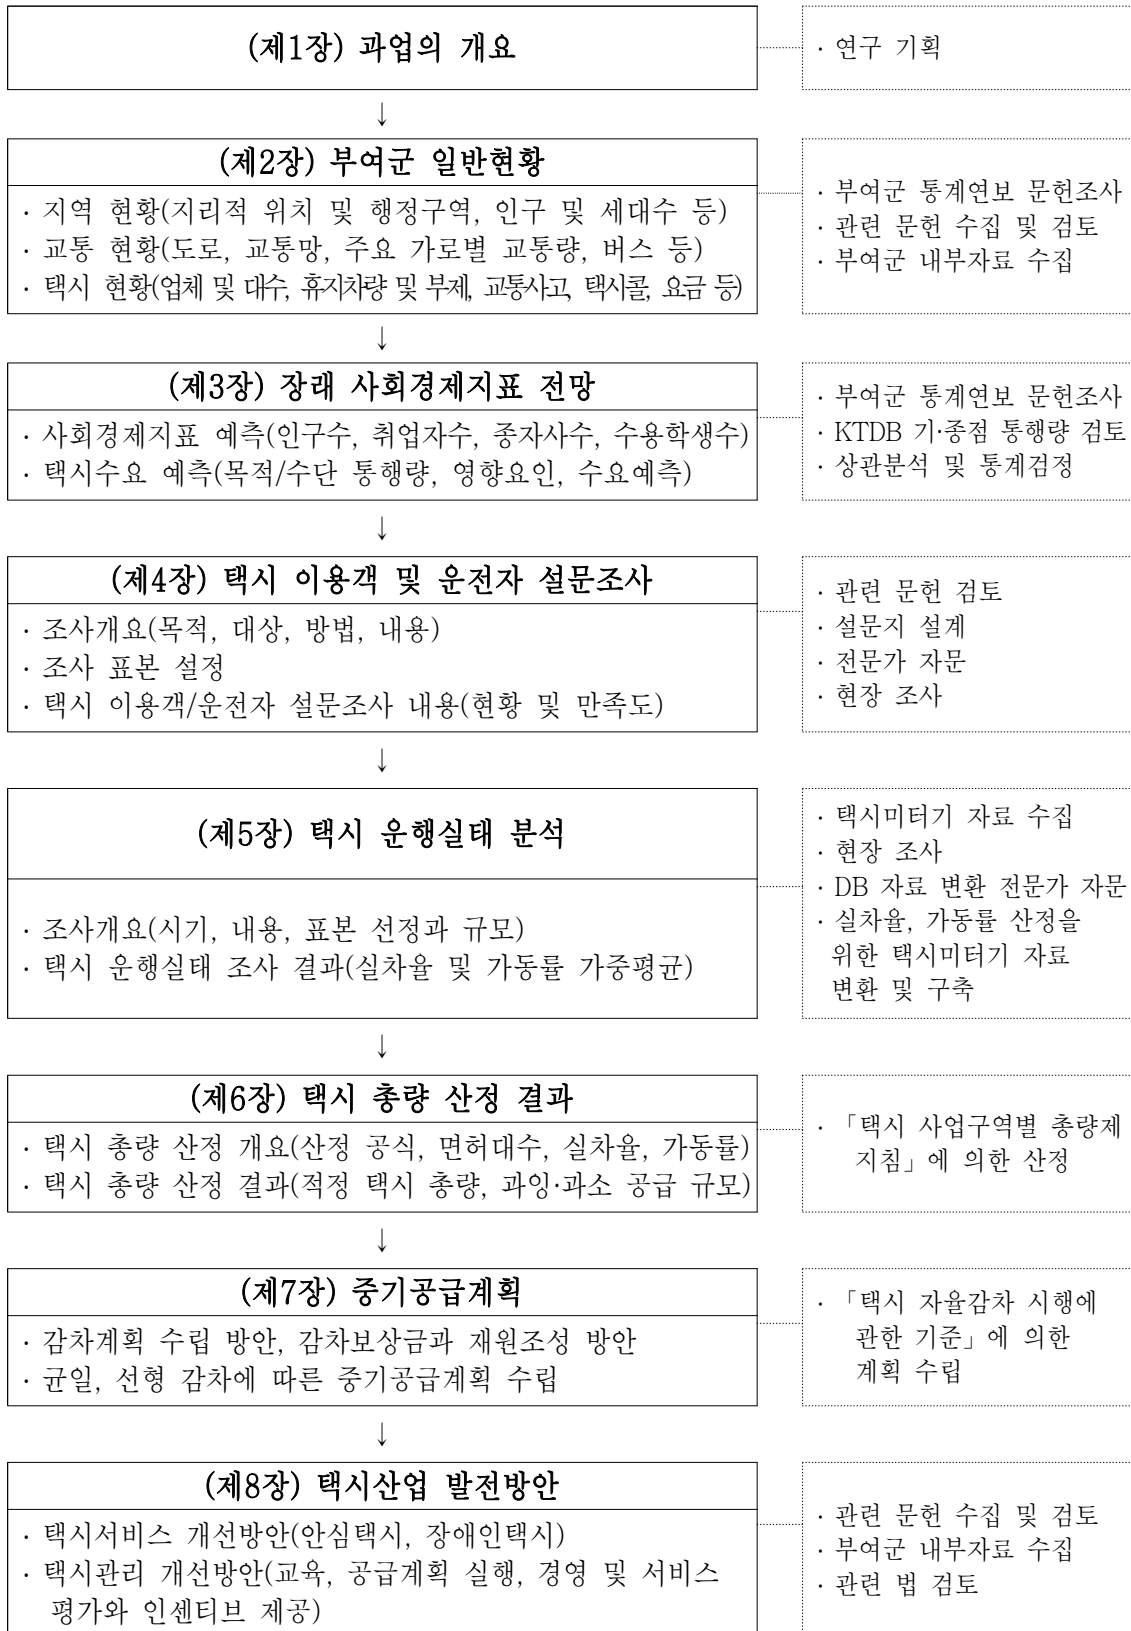 (제1장) 과업의 개요
· 연구 기획
↓
(제2장) 부여군 일반현황
· 지역 현황(지리적 위치 및 행정구역, 인구 및 세대수 등)
· 교통 현황(도로, 교통망, 주요 가로별 교통량, 버스 등)
· 택시 현황(업체 및 대수, 휴지차량 및 부제, 교통사고, 택시콜, 요금 등)
· 부여군 통계연보 문헌조사
· 관련 문헌 수집 및 검토
· 부여군 내부자료 수집
↓
(제3장) 장래 사회경제지표 전망
· 사회경제지표 예측(인구수, 취업자수, 종자사수, 수용학생수)
· 택시수요 예측(목적/수단 통행량, 영향요인, 수요예측)
· 부여군 통계연보 문헌조사
· KTDB 기·종점 통행량 검토
· 상관분석 및 통계검정
↓
(제4장) 택시 이용객 및 운전자 설문조사
· 조사개요(목적, 대상, 방법, 내용)
· 조사 표본 설정
· 택시 이용객/운전자 설문조사 내용(현황 및 만족도)
· 관련 문헌 검토
· 설문지 설계
· 전문가 자문
· 현장 조사
↓
(제5장) 택시 운행실태 분석
· 조사개요(시기, 내용, 표본 선정과 규모)
· 택시 운행실태 조사 결과(실차율 및 가동률 가중평균)
· 택시미터기 자료 수집
· 현장 조사
· DB 자료 변환 전문가 자문
· 실차율, 가동률 산정을
위한 택시미터기 자료
변환 및 구축
↓
(제6장) 택시 총량 산정 결과
· 택시 총량 산정 개요(산정 공식, 면허대수, 실차율, 가동률)
· 택시 총량 산정 결과(적정 택시 총량, 과잉·과소 공급 규모)
· 「택시 사업구역별 총량제
지침」에 의한 산정
↓
(제7장) 중기공급계획
· 감차계획 수립 방안, 감차보상금과 재원조성 방안
· 균일, 선형 감차에 따른 중기공급계획 수립
· 「택시 자율감차 시행에
관한 기준」에 의한
계획 수립
↓
(제8장) 택시산업 발전방안
· 택시서비스 개선방안(안심택시, 장애인택시)
· 택시관리 개선방안(교육, 공급계획 실행, 경영 및 서비스
평가와 인센티브 제공)
· 관련 문헌 수집 및 검토
· 부여군 내부자료 수집
· 관련 법 검토